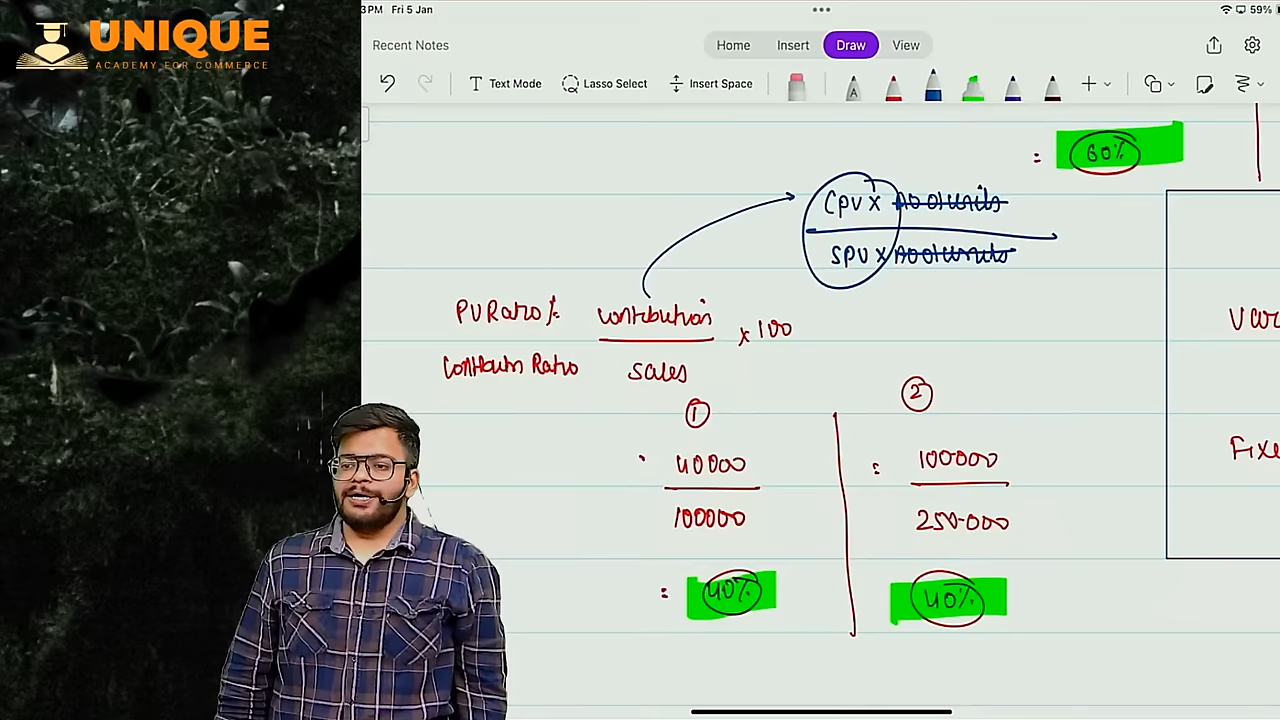 UNIQUE
ACADEMY FOR COMMERCE
3PM Fri 5 Jan
59%
Recent Notes
Home Insert Draw View
Text Mode
Lasso Select
Insert Space
= 60%
CPU x
SPU x
PV Ratio %
Contribution
x 100
Ratio
Sales
①
②
40000
100000
= 100000
250000
= 40%
40%
Fixe